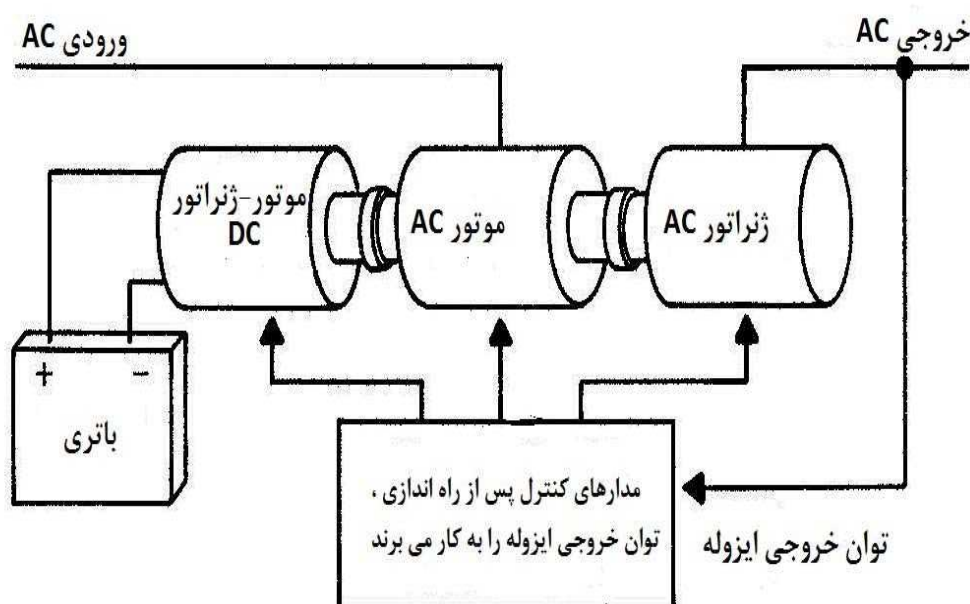 ورودی AC
خروجی AC
موتور-ژنراتور
DC
موتور AC
ژنراتور AC
+ −
باتری
مدارهای کنترل پس از راه اندازی ،
توان خروجی ایزوله را به کار می برند
توان خروجی ایزوله